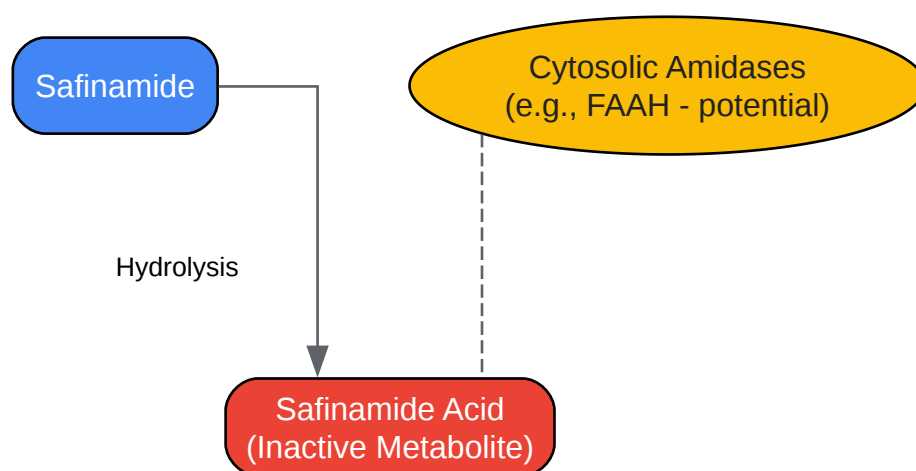 Safinamide
Cytosolic Amidases
(e.g., FAAH - potential)
Hydrolysis
Safinamide Acid
(Inactive Metabolite)